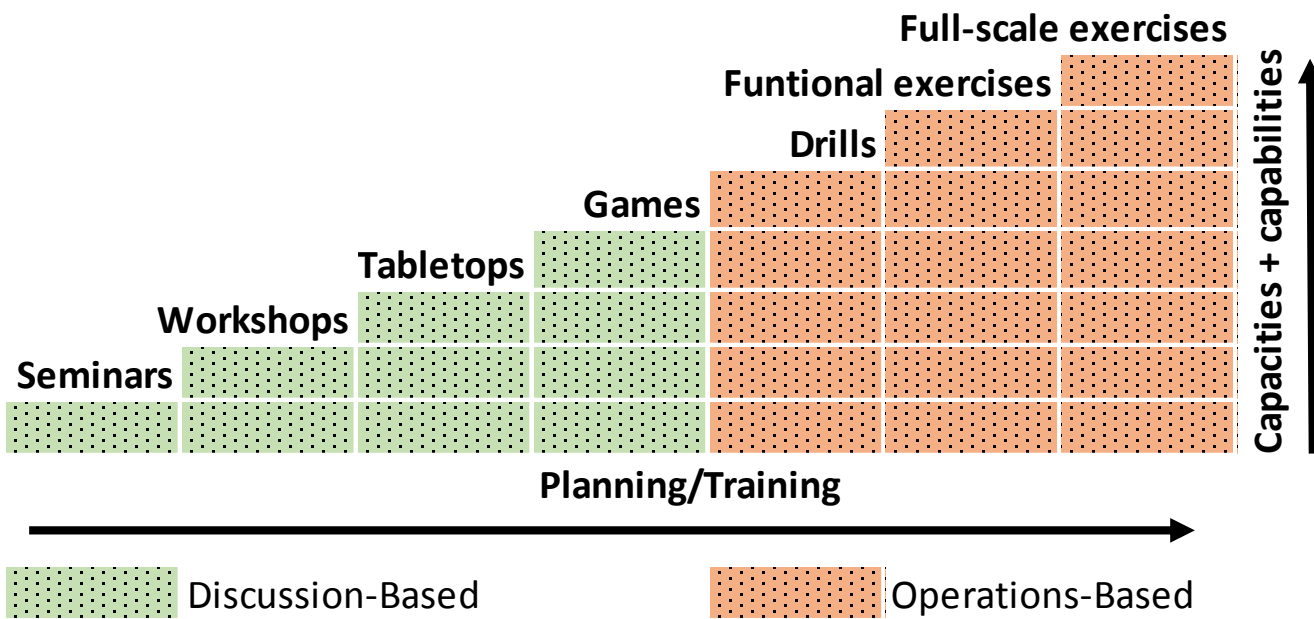 Full-scale exercises
Funtional exercises
Drills
Games
Tabletops
Workshops
Seminars
Capacities + capabilities
Planning/Training
Discussion-Based
Operations-Based